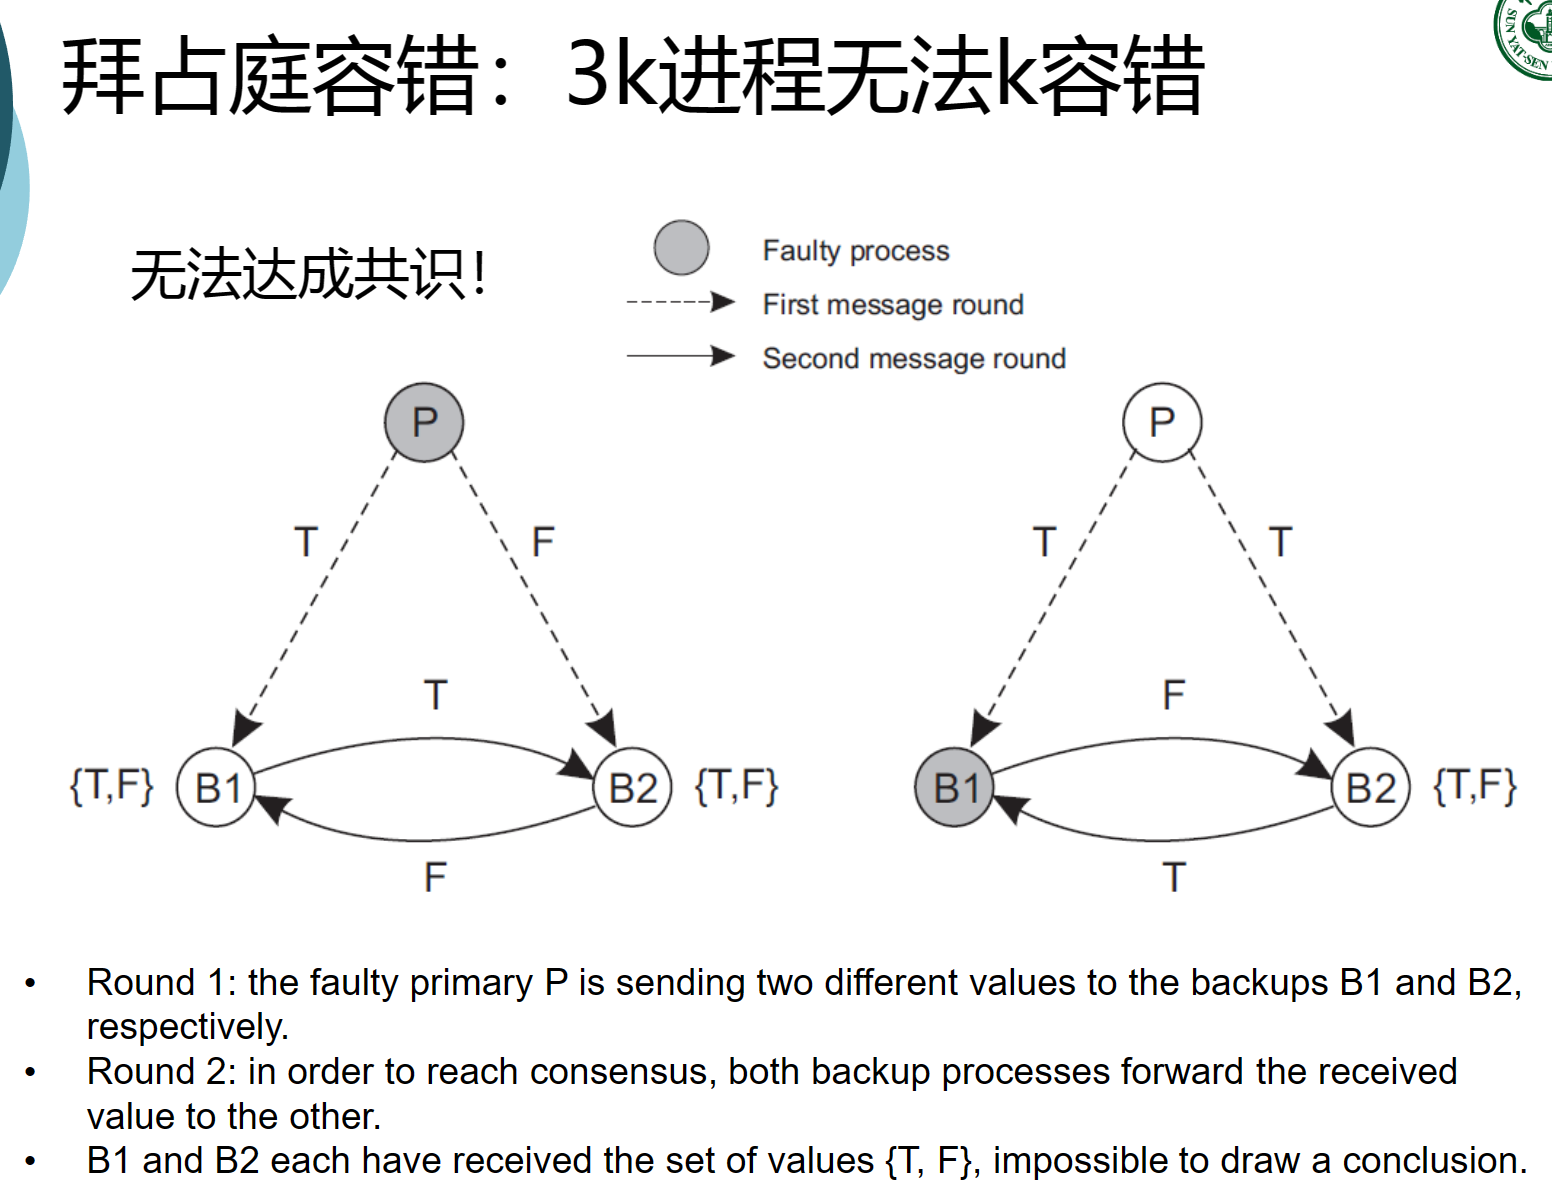 拜占庭容错：3k进程无法k容错
SUN YAT-SEN
无法达成共识！
Faulty process
First message round
Second message round
P
P
T
F
T
T
T
F
{T,F}
B1
B2
{T,F}
B1
B2
{T,F}
F
T
• Round 1: the faulty primary P is sending two different values to the backups B1 and B2,
respectively.
• Round 2: in order to reach consensus, both backup processes forward the received
value to the other.
• B1 and B2 each have received the set of values {T, F}, impossible to draw a conclusion.